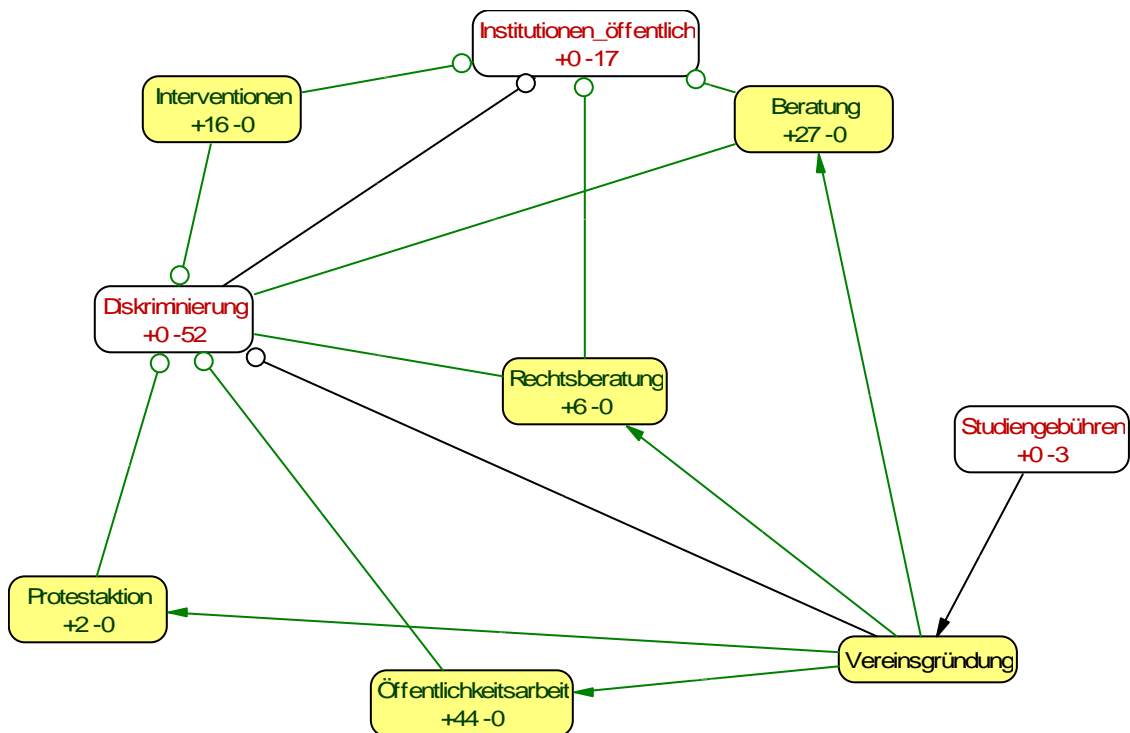 Institutionen_öffentlich
+0 -17
Interventionen
+16 -0
Beratung
+27 -0
Diskriminierung
+0 -52
Rechtsberatung
+6 -0
Studiengebühren
+0 -3
Protestaktion
+2 -0
Vereinsgründung
Öffentlichkeitsarbeit
+44 -0